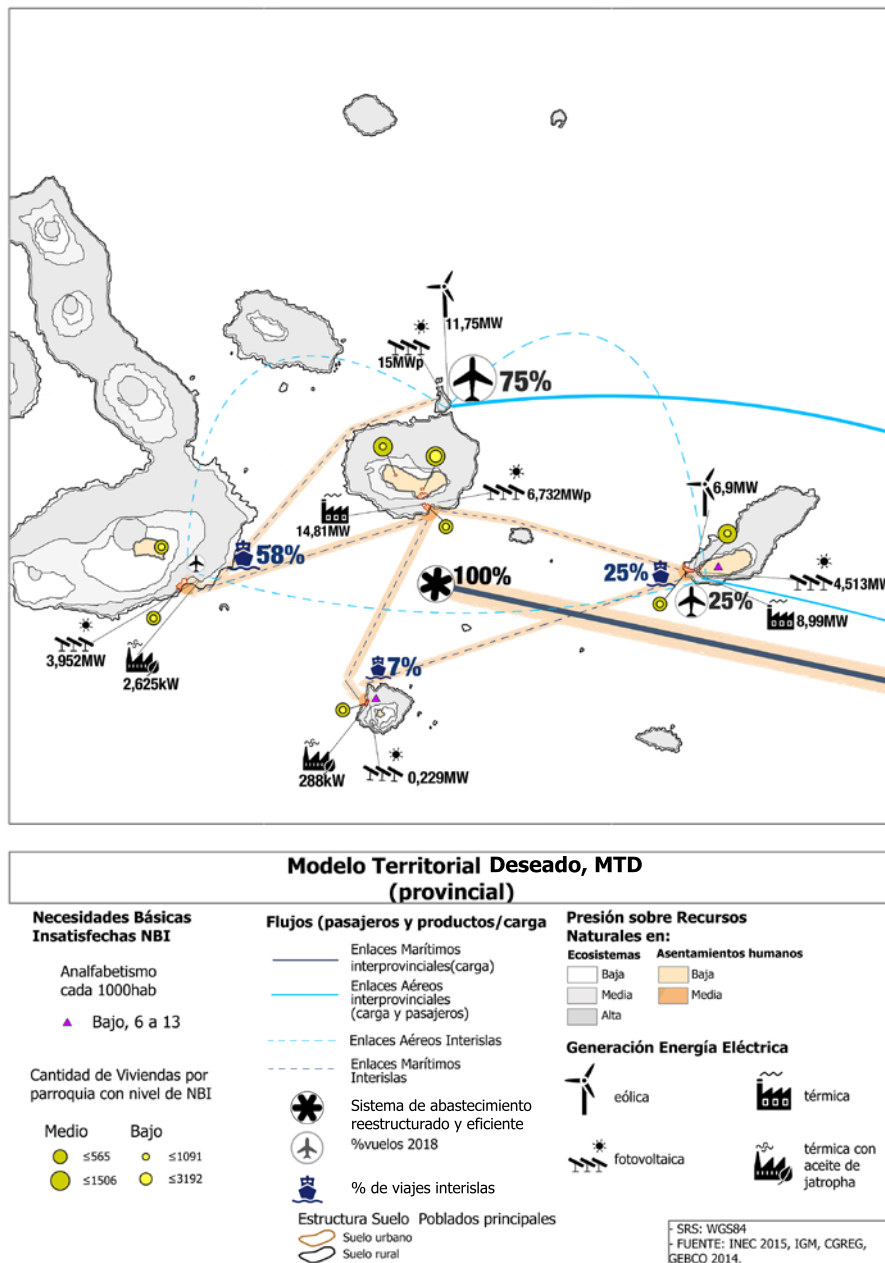 11,75MW
15MWp
75%
6,732MWp
14,81MW
6,9MW
58%
100%
25%
25%
4,513MW
8,99MW
3,952MW
2,625kW
7%
288kW
0,229MW
Modelo Territorial Deseado, MTD
(provincial)
Necesidades Básicas
Insatisfechas NBI
Analfabetismo
cada 1000hab
Bajo, 6 a 13
Cantidad de Viviendas por
parroquia con nivel de NBI
Medio Bajo
≤565 ≤1091
≤1506 ≤3192
Flujos (pasajeros y productos/carga
Enlaces Marítimos
interprovinciales(carga)
Enlaces Aéreos
interprovinciales
(carga y pasajeros)
Enlaces Aéreos Interislas
Enlaces Marítimos
Interislas
Sistema de abastecimiento
reestructurado y eficiente
%vuelos 2018
% de viajes interislas
Estructura Suelo Poblados principales
Suelo urbano
Suelo rural
Presión sobre Recursos
Naturales en:
Ecosistemas Asentamientos humanos
Baja Baja
Media Media
Alta
Generación Energía Eléctrica
eólica
térmica
fotovoltaica
térmica con
aceite de
jatropha
- SRS: WGS84
- FUENTE: INEC 2015, IGM, CGREG,
GEBCO 2014.